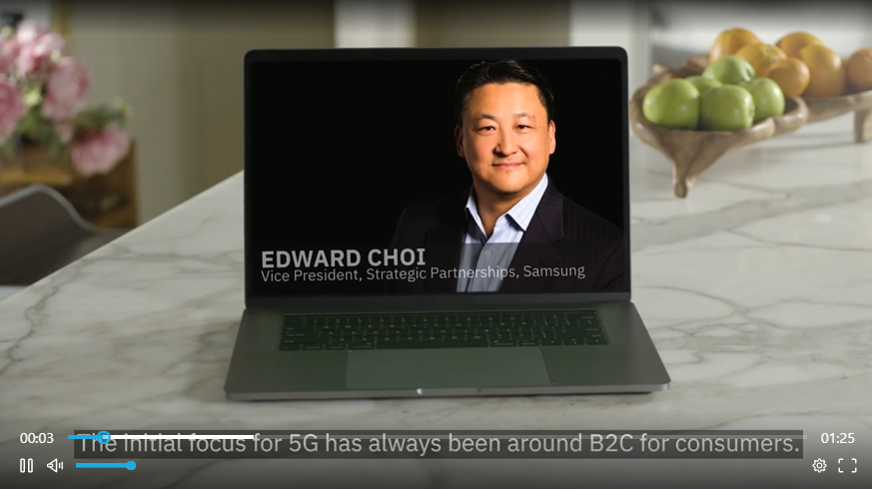 EDWARD CHOI
Vice President, Strategic Partnerships, Samsung
The initial focus for 5G has always been around B2C for consumers.
00:03
01:25